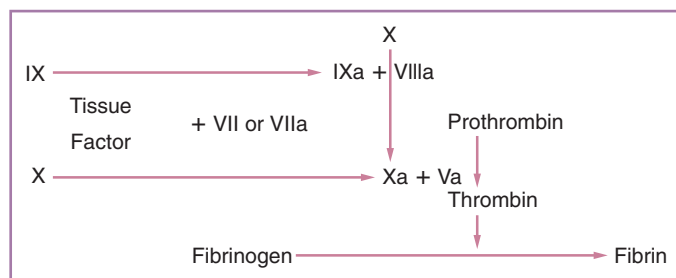 X
IX IXa + VIIIa
Tissue
+ VII or VIIa
Factor
Prothrombin
X Xa + Va
Thrombin
Fibrinogen Fibrin